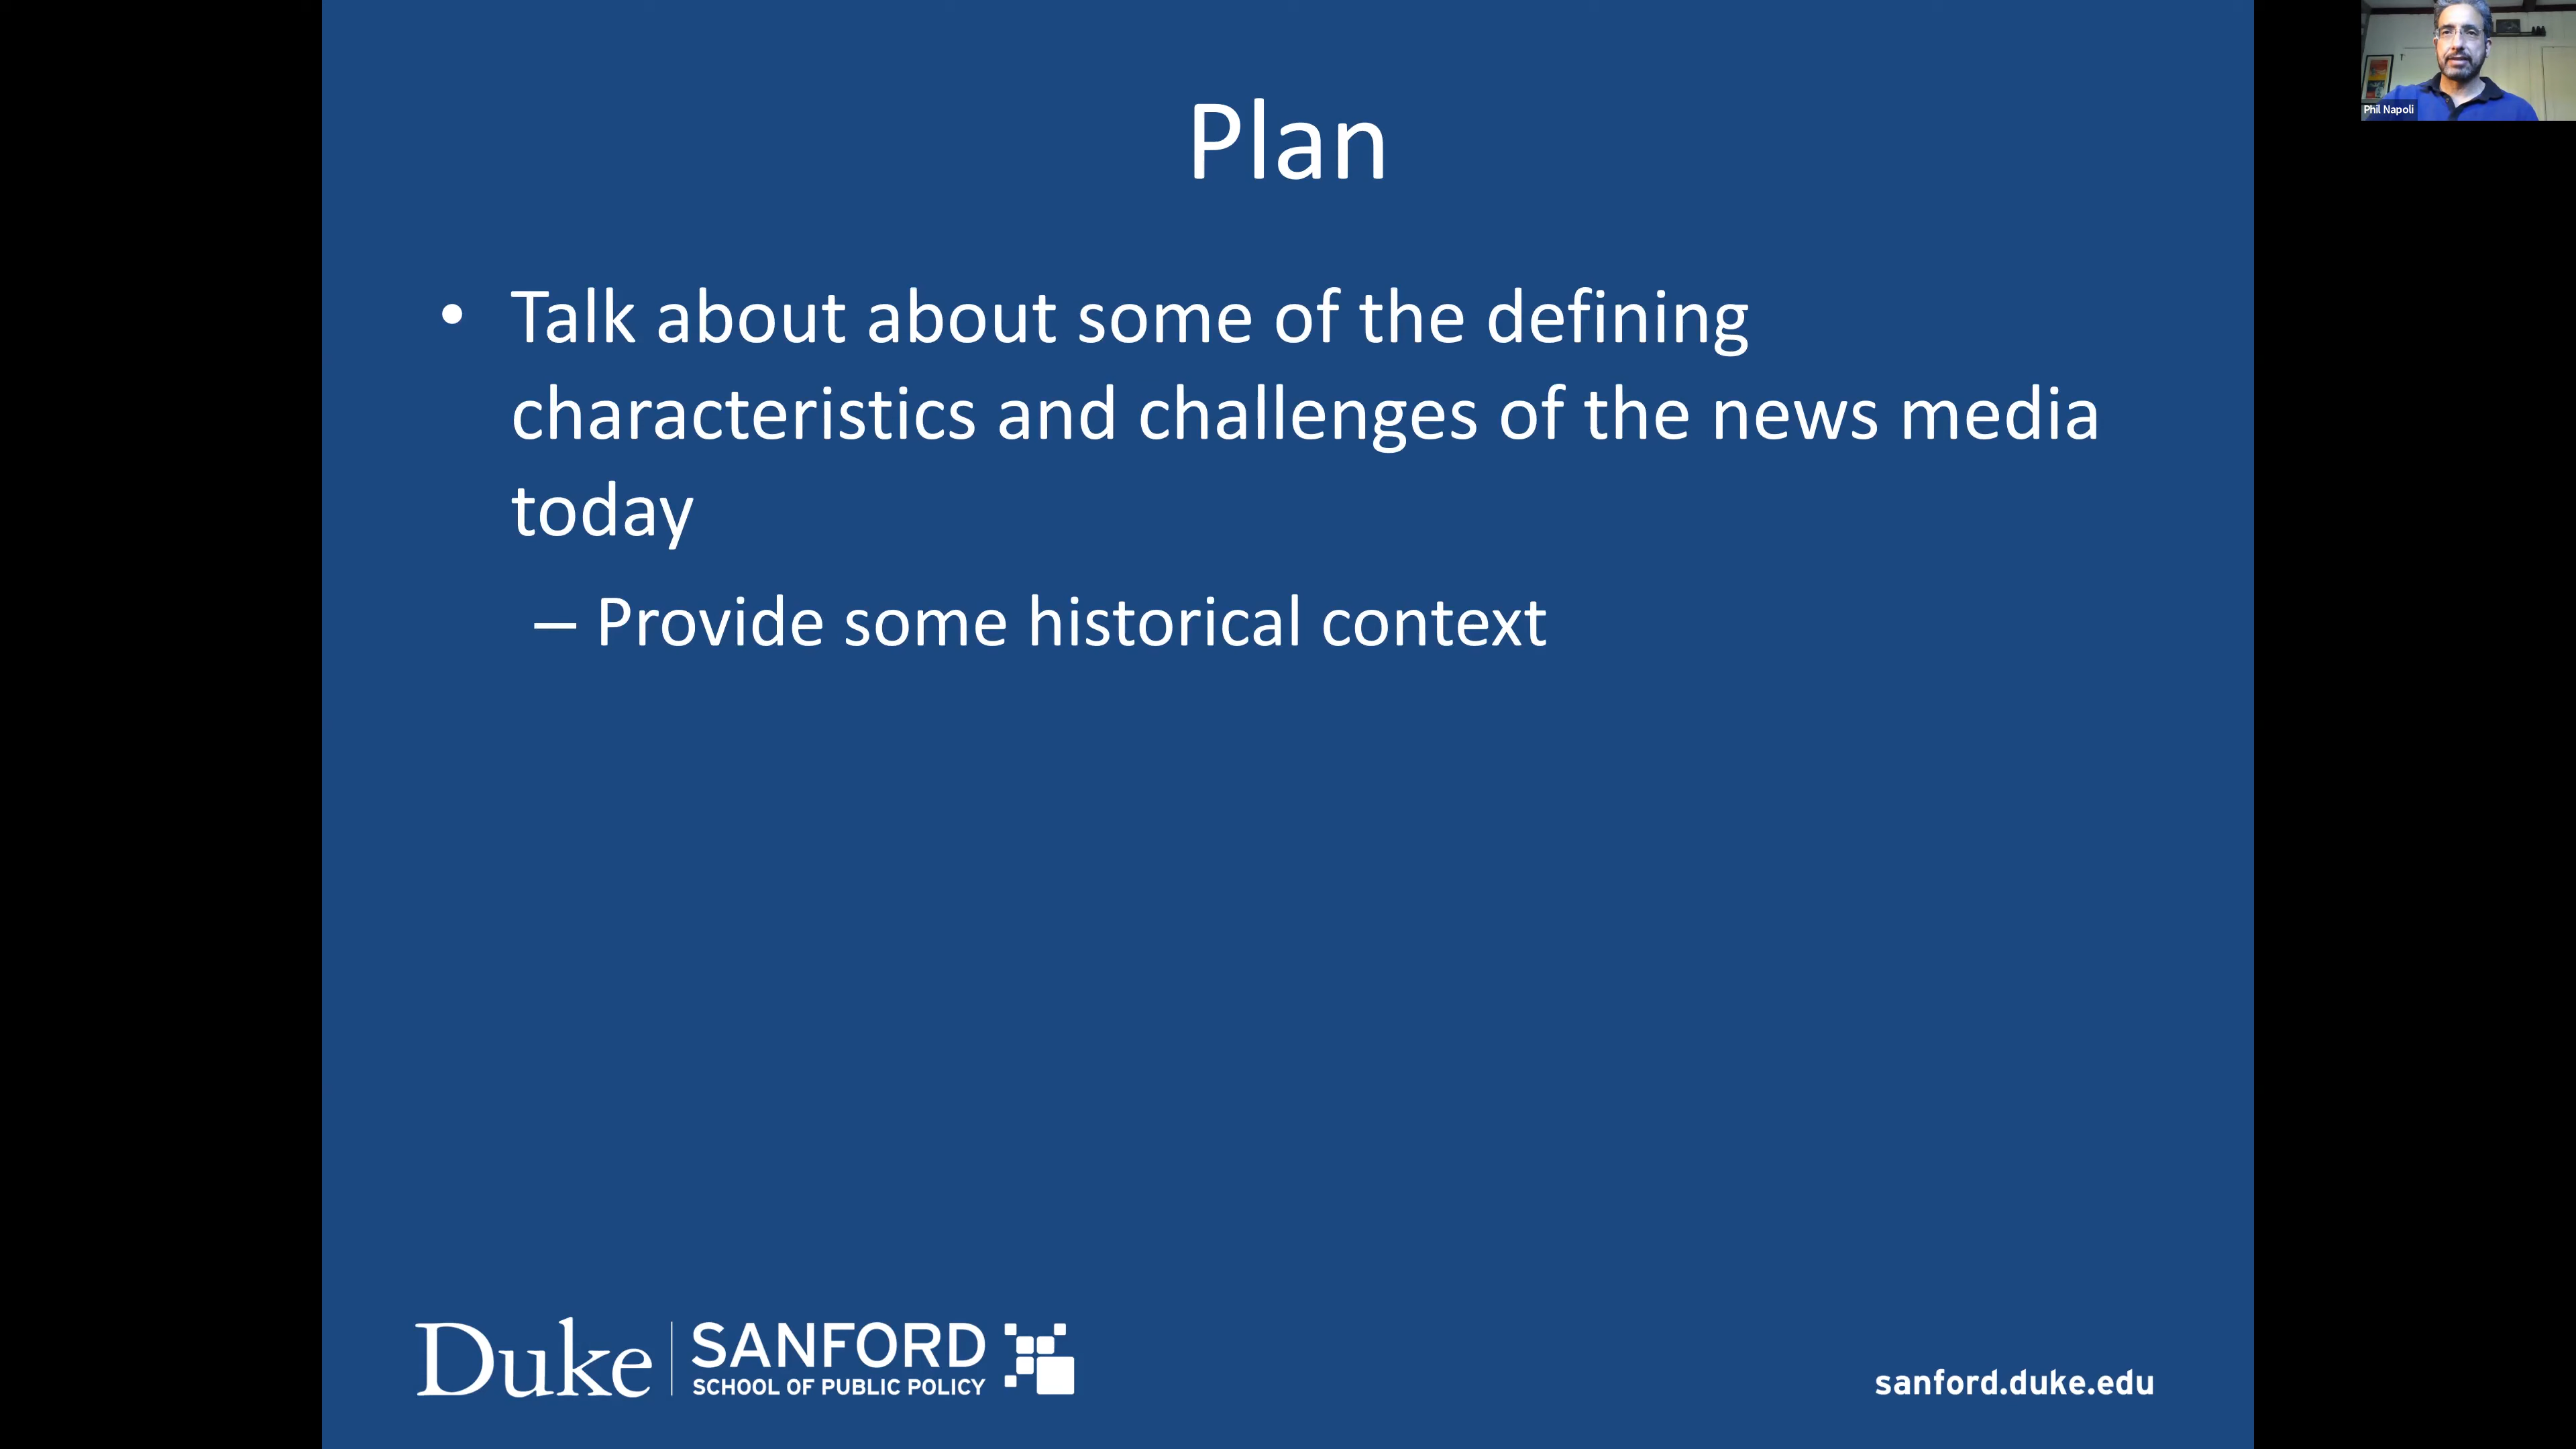 Plan
• Talk about about some of the defining
characteristics and challenges of the news media
today
– Provide some historical context
Duke SANFORD
SCHOOL OF PUBLIC POLICY
sanford.duke.edu
Phil Napoli